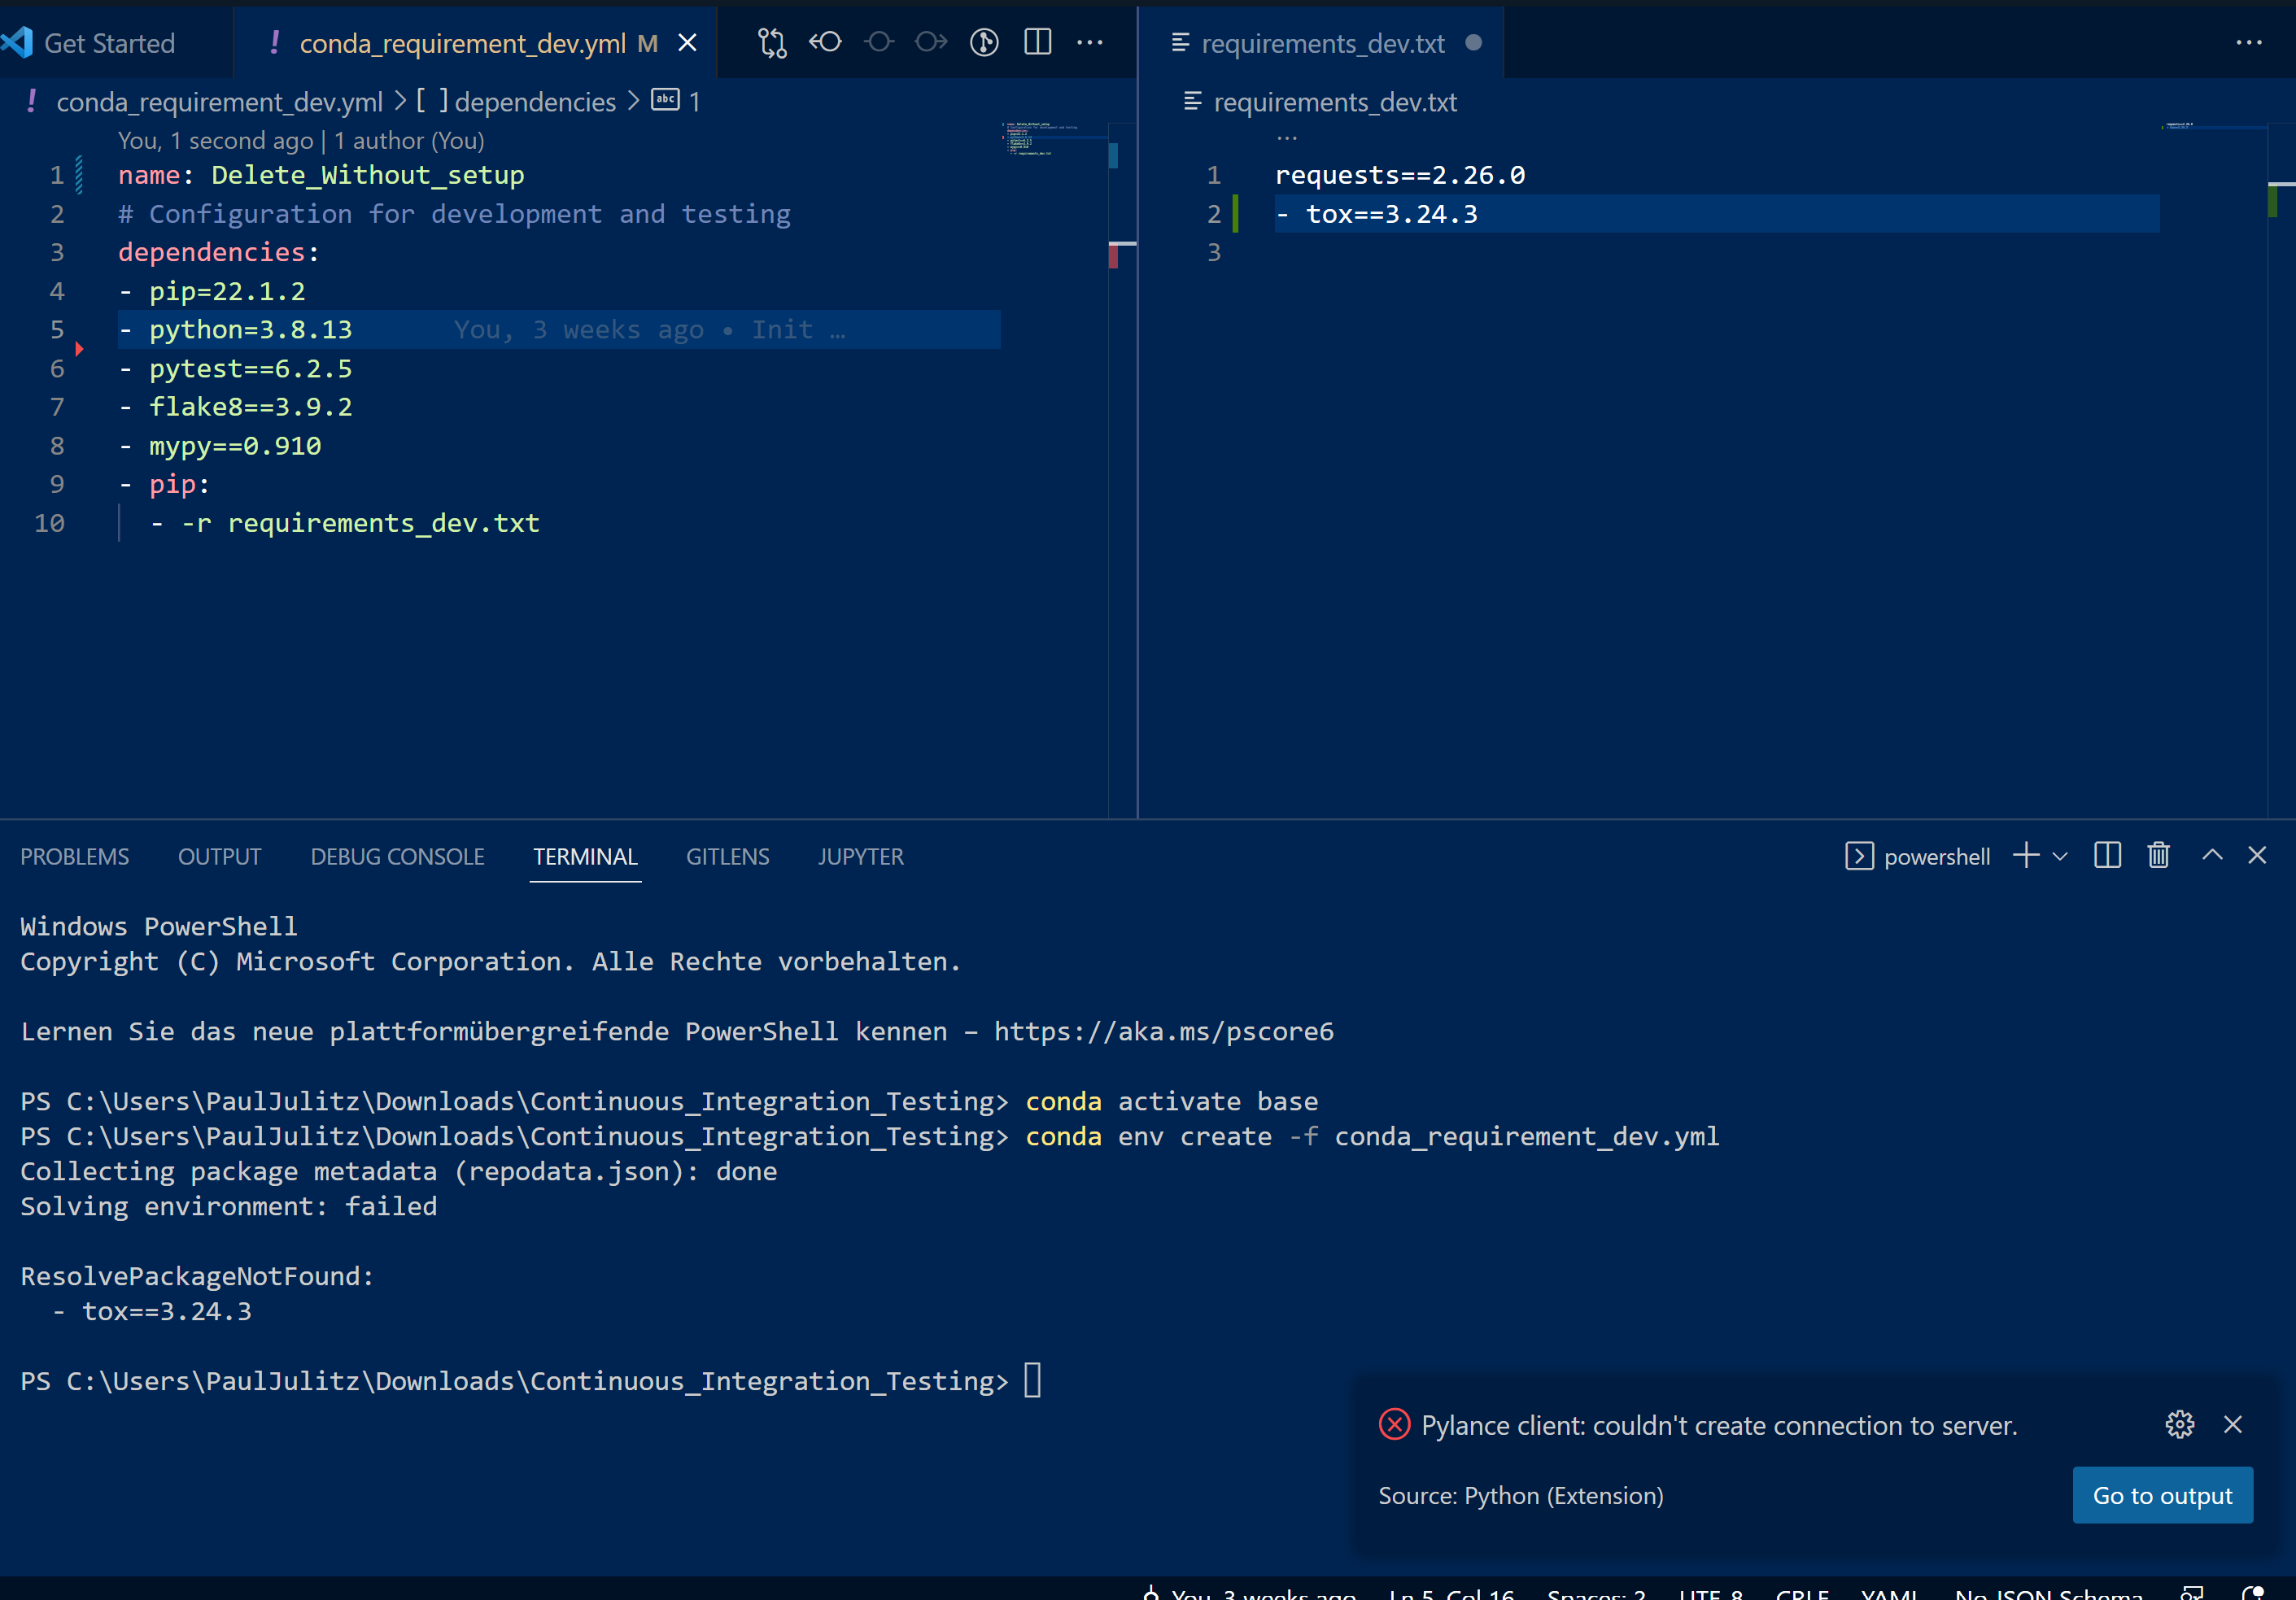 Get Started
! conda_requirement_dev.yml M
requirements_dev.txt
! conda_requirement_dev.yml > [ ] dependencies > abc 1
requirements_dev.txt
You, 1 second ago | 1 author (You)
...
1 name: Delete_Without_setup
2 # Configuration for development and testing
3 dependencies:
4 - pip=22.1.2
5 - python=3.8.13 You, 3 weeks ago • Init …
6 - pytest==6.2.5
7 - flake8==3.9.2
8 - mypy==0.910
9 - pip:
10 - -r requirements_dev.txt
1 requests==2.26.0
2 - tox==3.24.3
3
PROBLEMS OUTPUT DEBUG CONSOLE TERMINAL GITLENS JUPYTER
powershell
Windows PowerShell
Copyright (C) Microsoft Corporation. Alle Rechte vorbehalten.
Lernen Sie das neue plattformübergreifende PowerShell kennen – https://aka.ms/pscore6
PS C:\Users\PaulJulitz\Downloads\Continuous_Integration_Testing> conda activate base
PS C:\Users\PaulJulitz\Downloads\Continuous_Integration_Testing> conda env create -f conda_requirement_dev.yml
Collecting package metadata (repodata.json): done
Solving environment: failed
ResolvePackageNotFound:
- tox==3.24.3
PS C:\Users\PaulJulitz\Downloads\Continuous_Integration_Testing>
Pylance client: couldn't create connection to server.
Source: Python (Extension)
Go to output
You, 3 weeks ago Ln 5, Col 16 Spaces: 2 UTF-8 CRLF YAML No JSON Schema